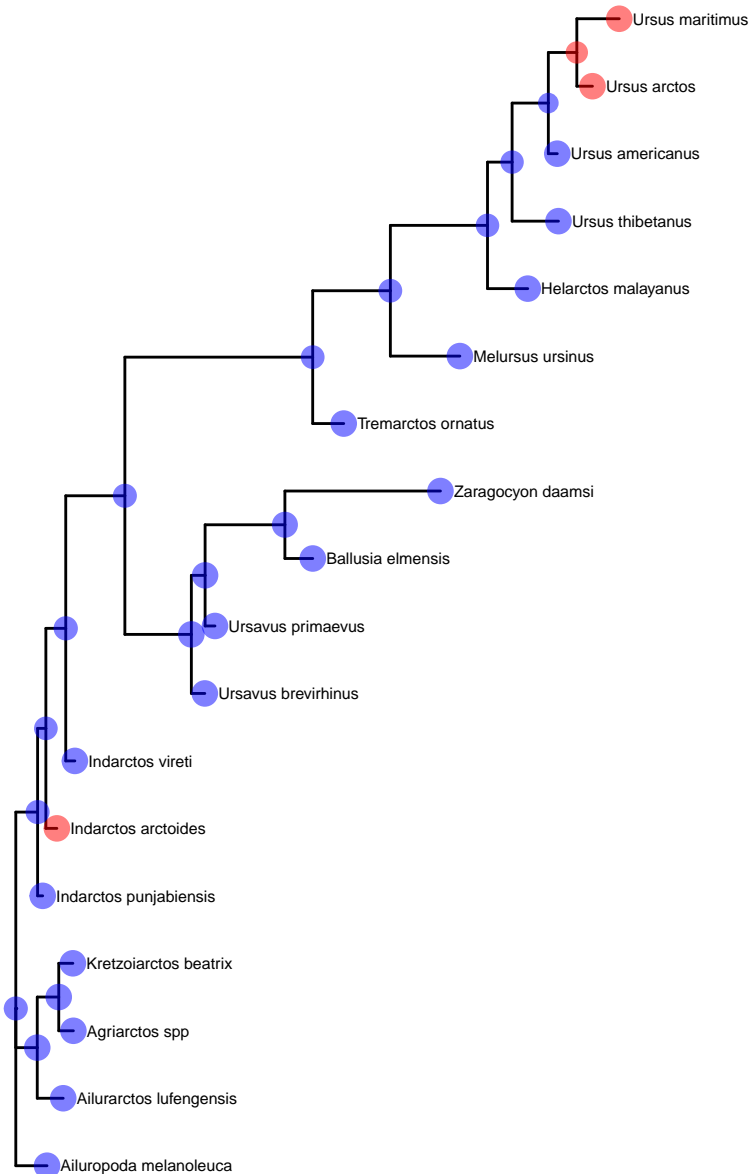 Ursus maritimus
Ursus arctos
Ursus americanus
Ursus thibetanus
Helarctos malayanus
Melursus ursinus
Tremarctos ornatus
Zaragocyon daamsi
Ballusia elmensis
Ursavus primaevus
Ursavus brevirhinus
Indarctos vireti
Indarctos arctoides
Indarctos punjabiensis
Kretzoiarctos beatrix
Agriarctos spp
Ailurarctos lufengensis
Ailuropoda melanoleuca